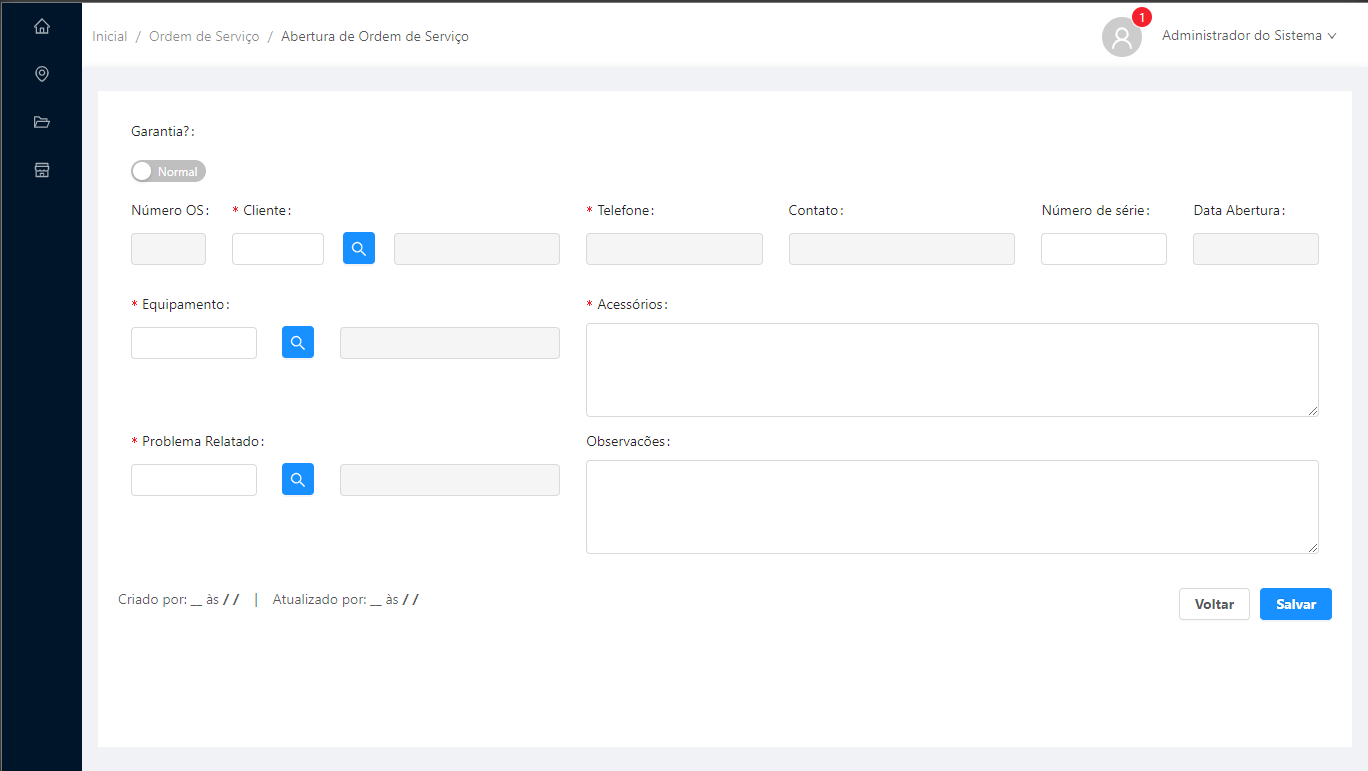 Inicial / Ordem de Serviço / Abertura de Ordem de Serviço
1
Administrador do Sistema
Garantia?:
Normal
Número OS: * Cliente: * Telefone: Contato: Número de série: Data Abertura:
* Equipamento: * Acessórios:
* Problema Relatado: Observacões:
Criado por: __ às / / | Atualizado por: __ às / /
Voltar Salvar